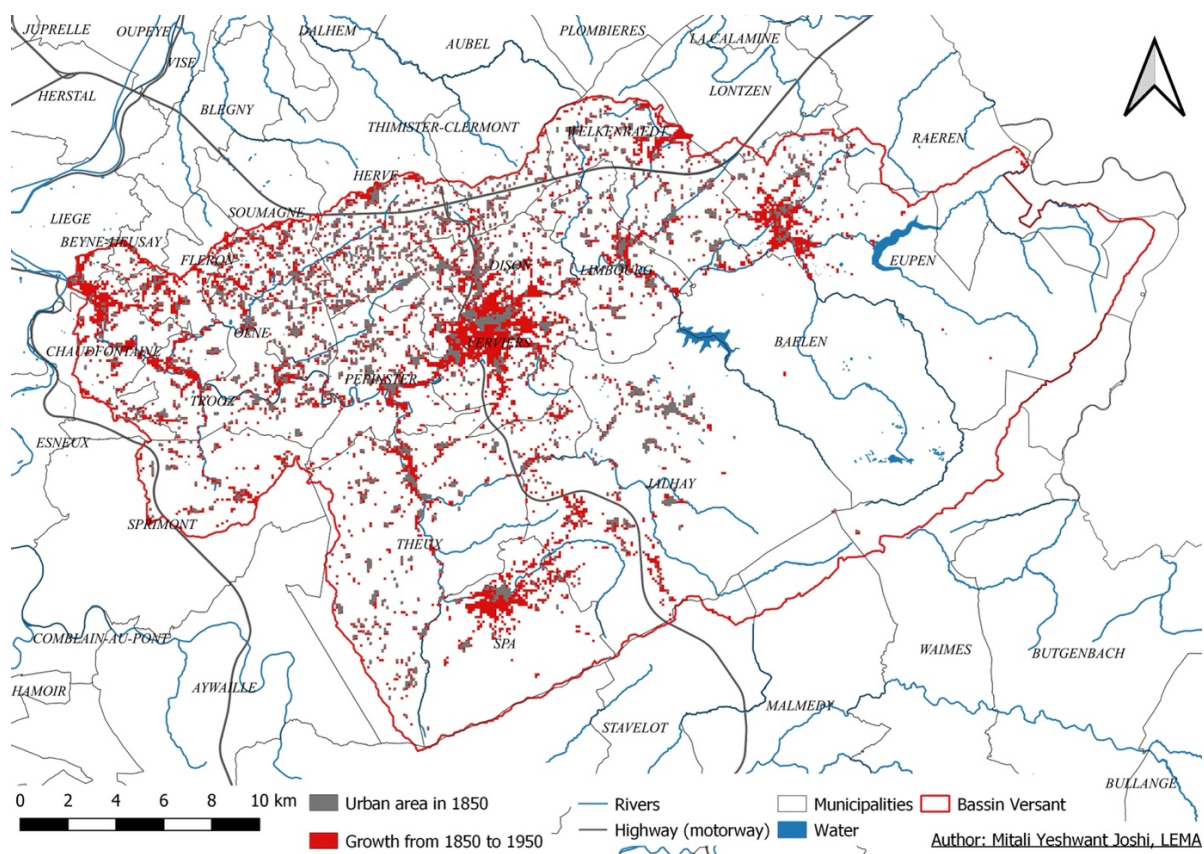 JUPRELLE
OUPEYE
DALHEM
PLOMBIERES
AUBEL
LA CALAMINE
VISE
HERSTAL
LONTZEN
BLEGNY
THIMISTER-CLERMONT
WELKENRAEDT
RAEREN
HERVE
LIEGE
SOUMAGNE
BEYNE-HEUSAY
FLERON
DISON
LIMBOURG
EUPEN
OLNE
VERVIERS
BAELEN
CHAUDFONTAINE
PEPINSTER
TROOZ
ESNEUX
JALHAY
SPRIMONT
THEUX
COMBLAIN-AU-PONT
SPA
WAIMES
BUTGENBACH
HAMOIR
AYWAILLE
MALMEDY
STAVELOT
BULLANGE
0 2 4 6 8 10 km
Urban area in 1850
Rivers
Municipalities
Bassin Versant
Growth from 1850 to 1950
Highway (motorway)
Water
Author: Mitali Yeshwant Joshi, LEMA